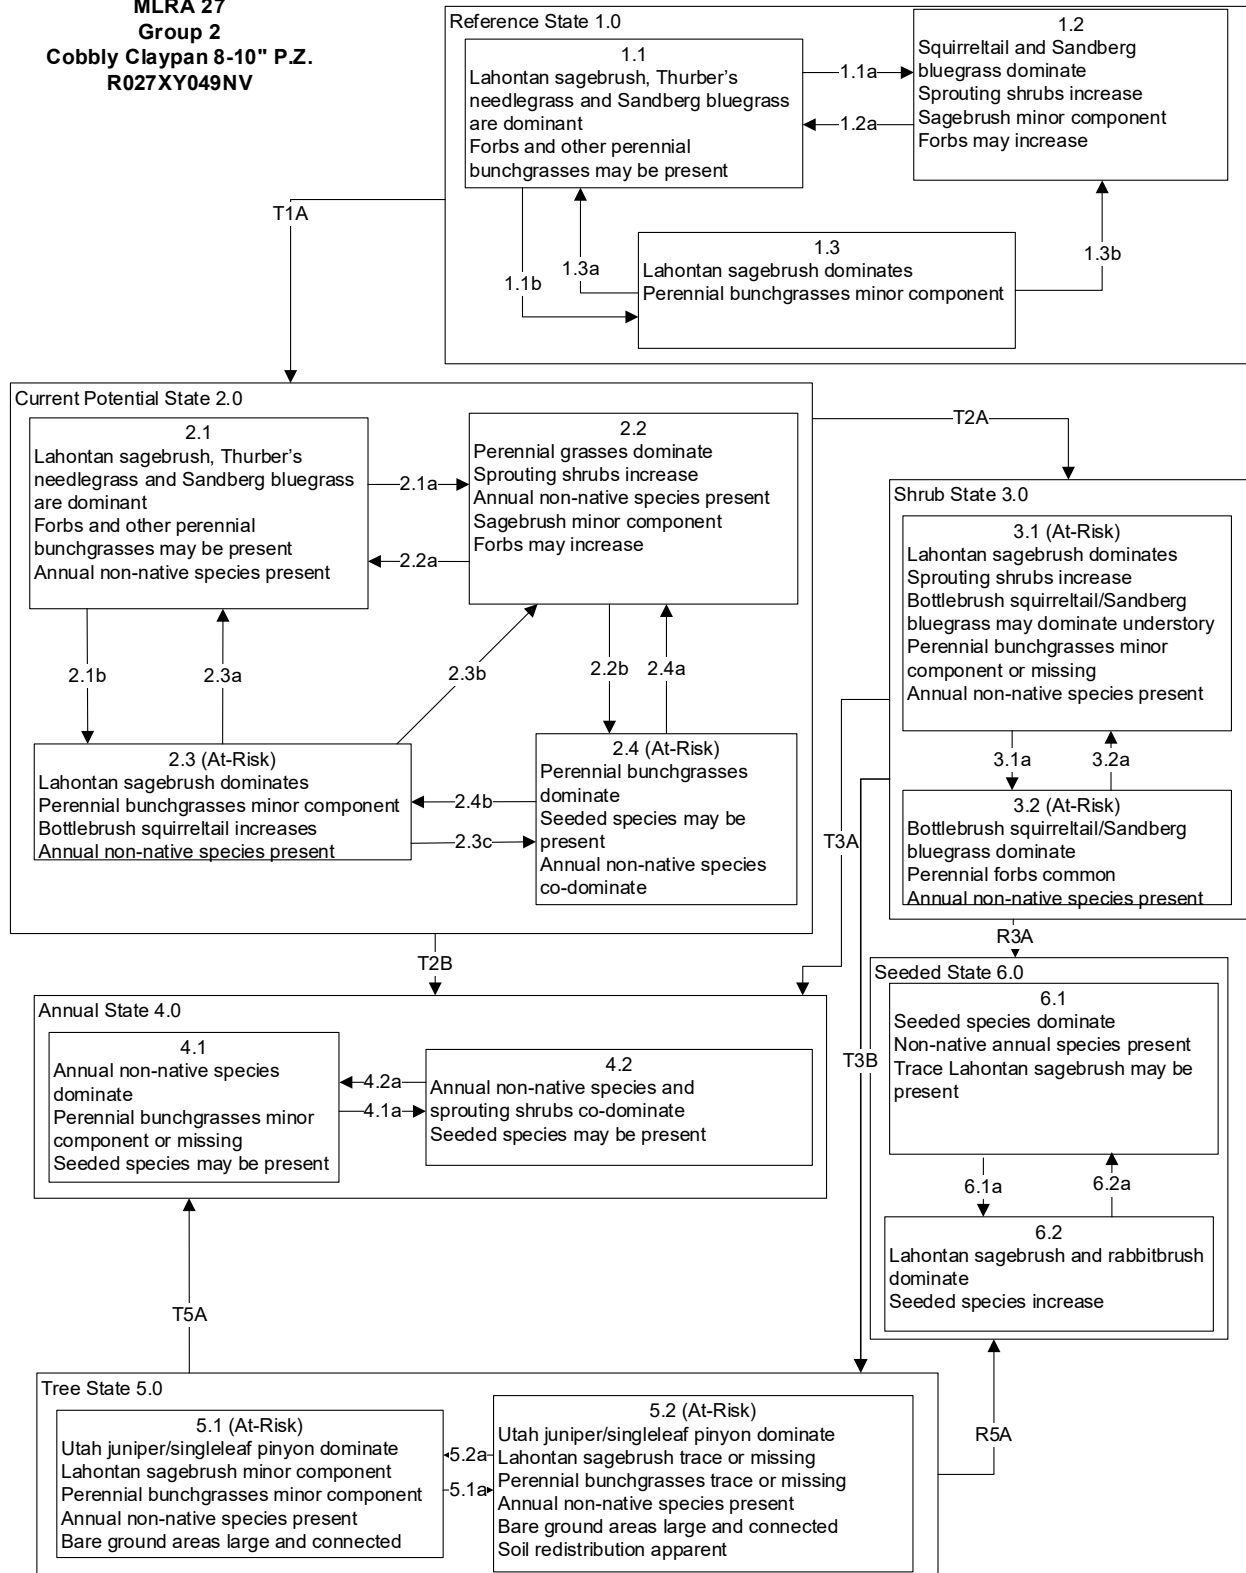 MLRA 27
Group 2
Cobbly Claypan 8-10" P.Z.
R027XY049NV
Reference State 1.0
1.1
Lahontan sagebrush, Thurber's
needlegrass and Sandberg bluegrass
are dominant
Forbs and other perennial
bunchgrasses may be present
1.1a
1.2a
1.2
Squirreltail and Sandberg
bluegrass dominate
Sprouting shrubs increase
Sagebrush minor component
Forbs may increase
1.1b
1.3a
1.3
Lahontan sagebrush dominates
Perennial bunchgrasses minor component
1.3b
T1A
Current Potential State 2.0
2.1
Lahontan sagebrush, Thurber's
needlegrass and Sandberg bluegrass
are dominant
Forbs and other perennial
bunchgrasses may be present
Annual non-native species present
2.1a
2.2a
2.2
Perennial grasses dominate
Sprouting shrubs increase
Annual non-native species present
Sagebrush minor component
Forbs may increase
2.1b
2.3a
2.3b
2.2b
2.4a
2.3 (At-Risk)
Lahontan sagebrush dominates
Perennial bunchgrasses minor component
Bottlebrush squirreltail increases
Annual non-native species present
2.4b
2.3c
2.4 (At-Risk)
Perennial bunchgrasses
dominate
Seeded species may be
present
Annual non-native species
co-dominate
T2A
Shrub State 3.0
3.1 (At-Risk)
Lahontan sagebrush dominates
Sprouting shrubs increase
Bottlebrush squirreltail/Sandberg
bluegrass may dominate understory
Perennial bunchgrasses minor
component or missing
Annual non-native species present
3.1a
3.2a
3.2 (At-Risk)
Bottlebrush squirreltail/Sandberg
bluegrass dominate
Perennial forbs common
Annual non-native species present
T3A
T2B
R3A
Annual State 4.0
4.1
Annual non-native species
dominate
Perennial bunchgrasses minor
component or missing
Seeded species may be present
4.2a
4.1a
4.2
Annual non-native species and
sprouting shrubs co-dominate
Seeded species may be present
T3B
Seeded State 6.0
6.1
Seeded species dominate
Non-native annual species present
Trace Lahontan sagebrush may be
present
6.1a
6.2a
6.2
Lahontan sagebrush and rabbitbrush
dominate
Seeded species increase
T5A
R5A
Tree State 5.0
5.1 (At-Risk)
Utah juniper/singleleaf pinyon dominate
Lahontan sagebrush minor component
Perennial bunchgrasses minor component
Annual non-native species present
Bare ground areas large and connected
5.2a
5.1a
5.2 (At-Risk)
Utah juniper/singleleaf pinyon dominate
Lahontan sagebrush trace or missing
Perennial bunchgrasses trace or missing
Annual non-native species present
Bare ground areas large and connected
Soil redistribution apparent